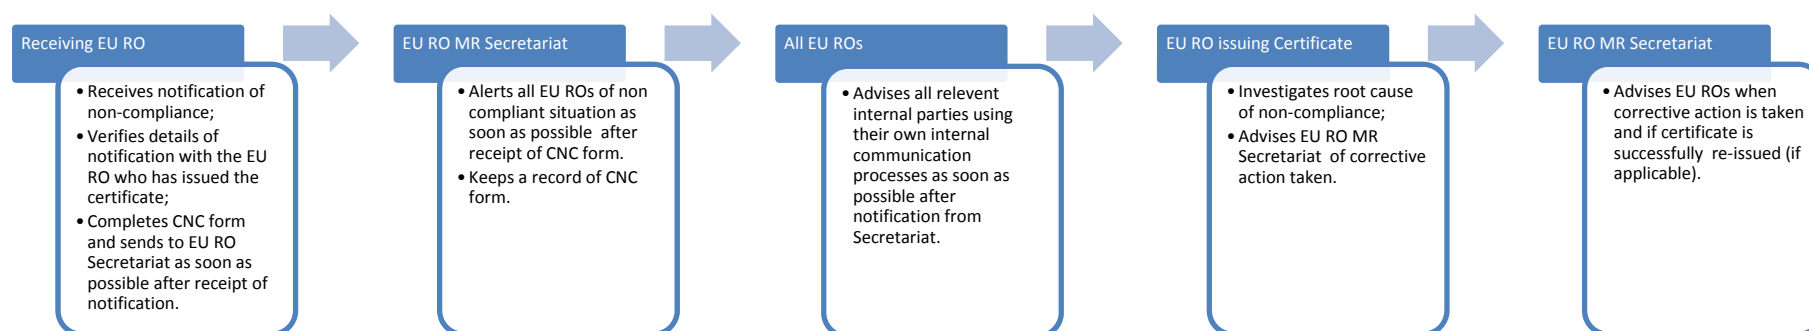 Receiving EU RO
• Receives notification of
non-compliance;
• Verifies details of
notification with the EU
RO who has issued the
certificate;
• Completes CNC form
and sends to EU RO
Secretariat as soon as
possible after receipt of
notification.
EU RO MR Secretariat
• Alerts all EU ROs of non
compliant situation as
soon as possible after
receipt of CNC form.
• Keeps a record of CNC
form.
All EU ROs
• Advises all relevent
internal parties using
their own internal
communication
processes as soon as
possible after
notification from
Secretariat.
EU RO issuing Certificate
• Investigates root cause
of non-compliance;
• Advises EU RO MR
Secretariat of corrective
action taken.
EU RO MR Secretariat
• Advises EU ROs when
corrective action is taken
and if certificate is
successfully re-issued (if
applicable).